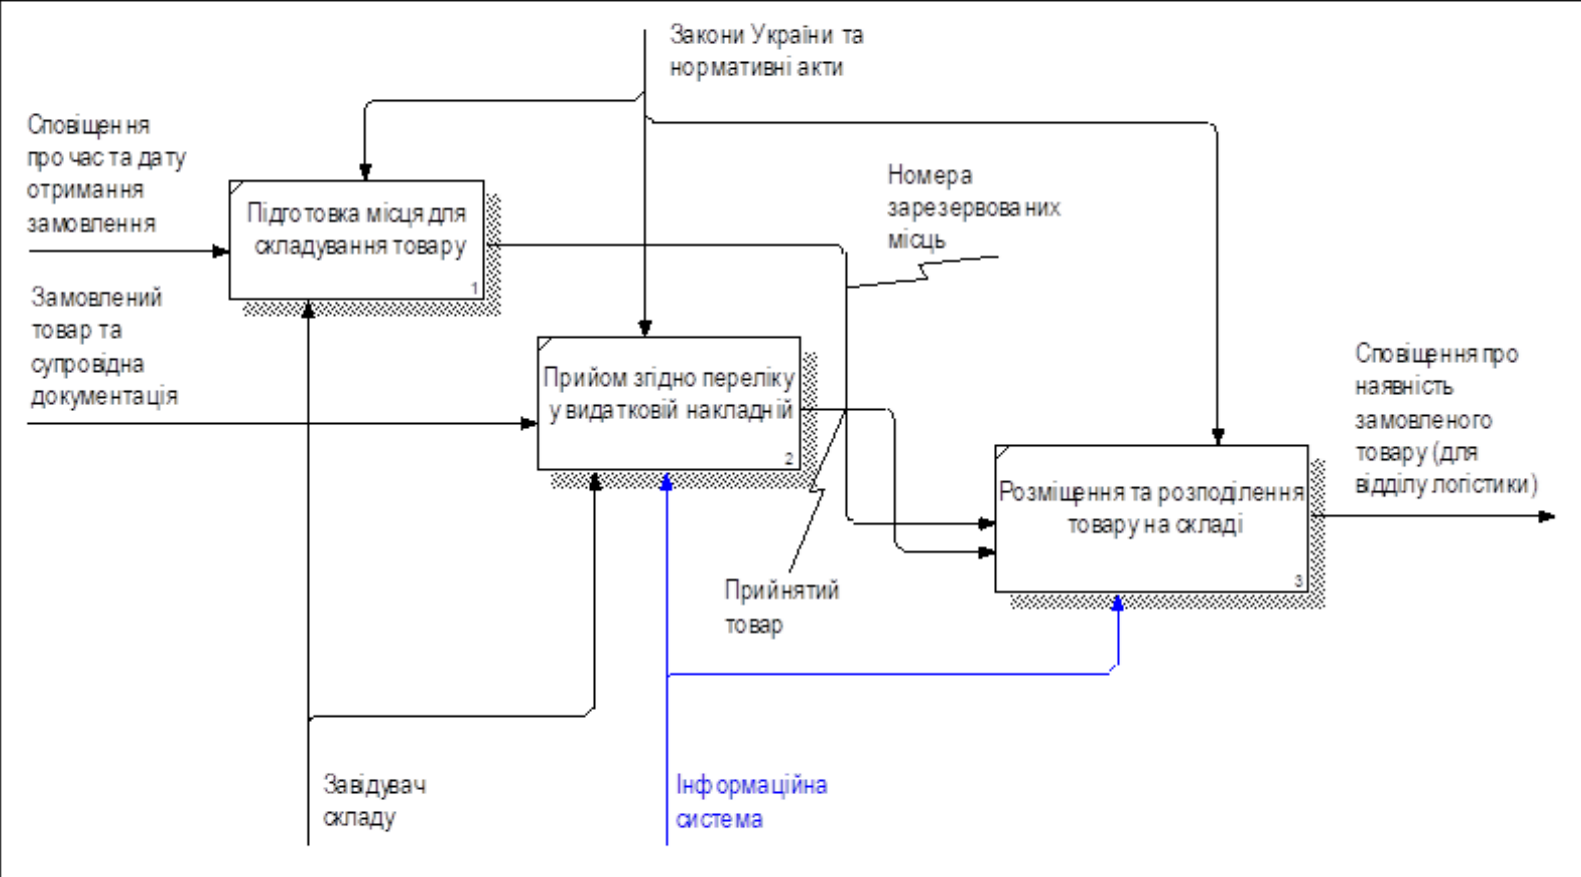 Закони України та
нормативні акти
Сповіщення
про час та дату
отримання
замовлення
Підготовка місця для
складування товару
1
Номера
зарезервованих
місць
Замовлений
товар та
супровідна
документація
Прийом згідно переліку
у видатковій накладній
2
Сповіщення про
наявність
замовленого
товару (для
відділу логістики)
Розміщення та розподілення
товару на складі
3
Прийнятий
товар
Завідувач
складу
Інформаційна
система